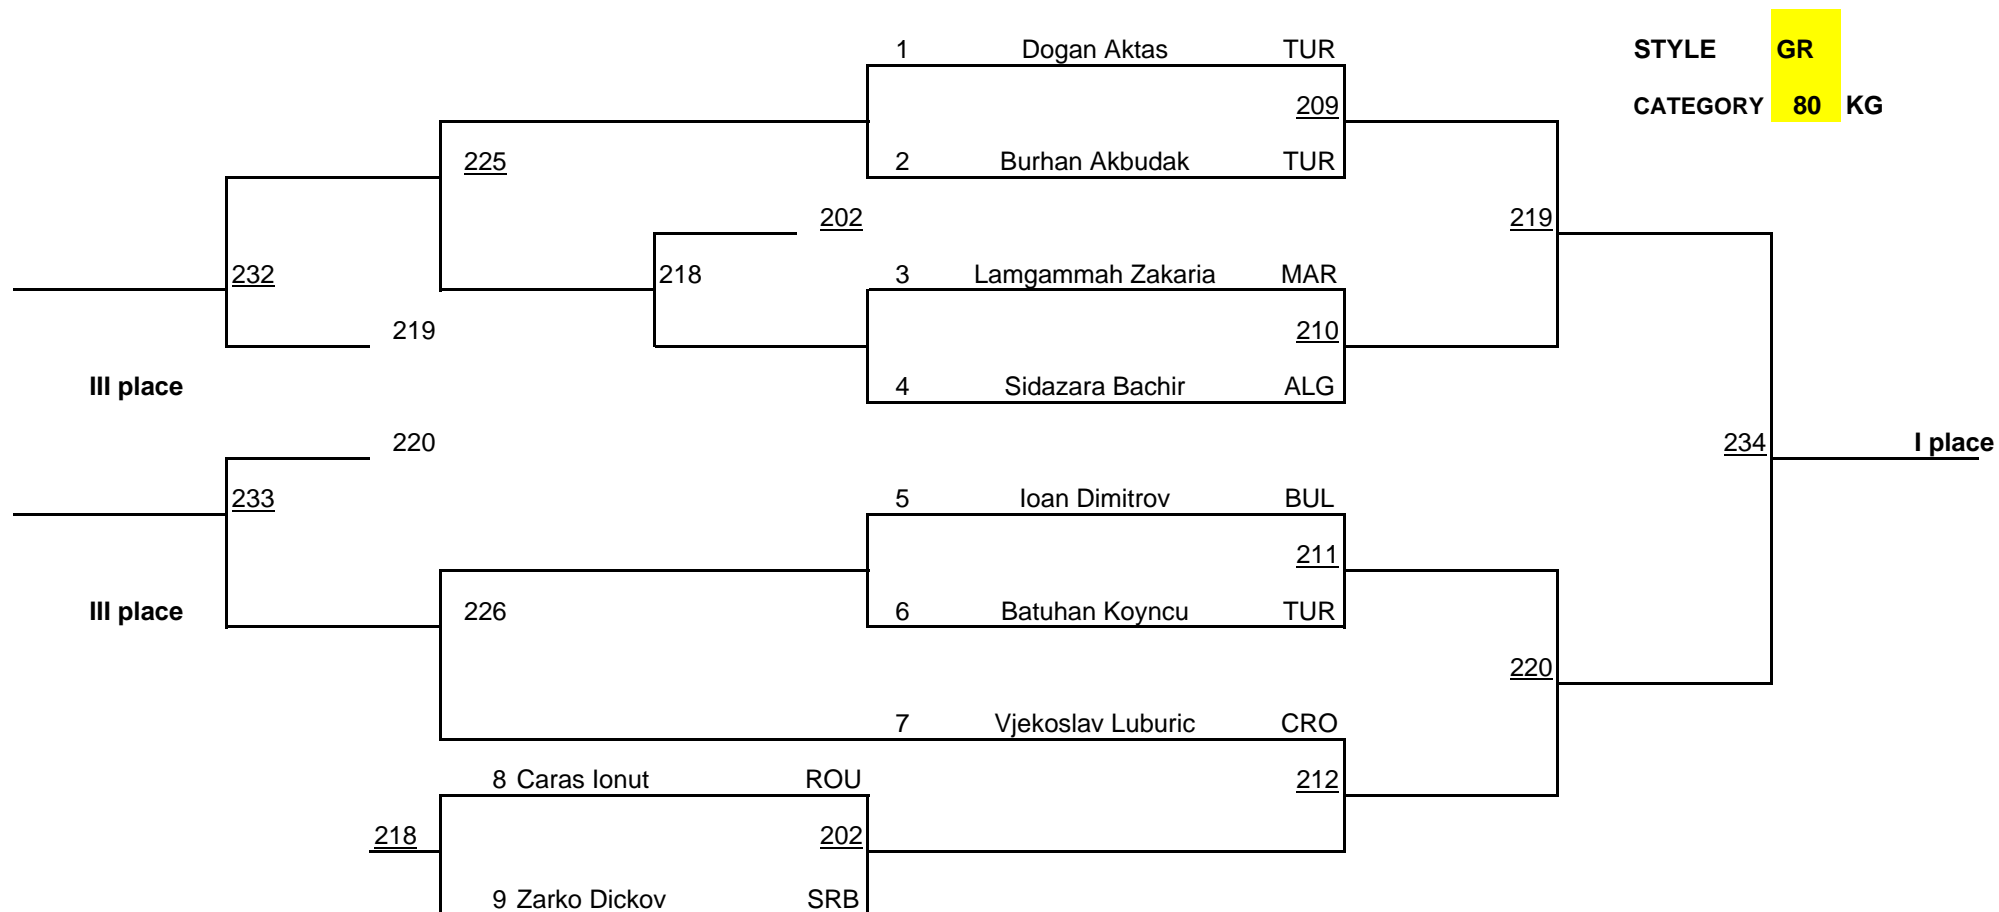 1 Dogan Aktas TUR STYLE GR
209 CATEGORY 80 KG
225 2 Burhan Akbudak TUR
202 219
232 218 3 Lamgammah Zakaria MAR
219 210
III place 4 Sidazara Bachir ALG
220 234 I place
233 5 Ioan Dimitrov BUL
211
III place 226 6 Batuhan Koyncu TUR
220
7 Vjekoslav Luburic CRO
8 Caras Ionut ROU 212
218 202
9 Zarko Dickov SRB